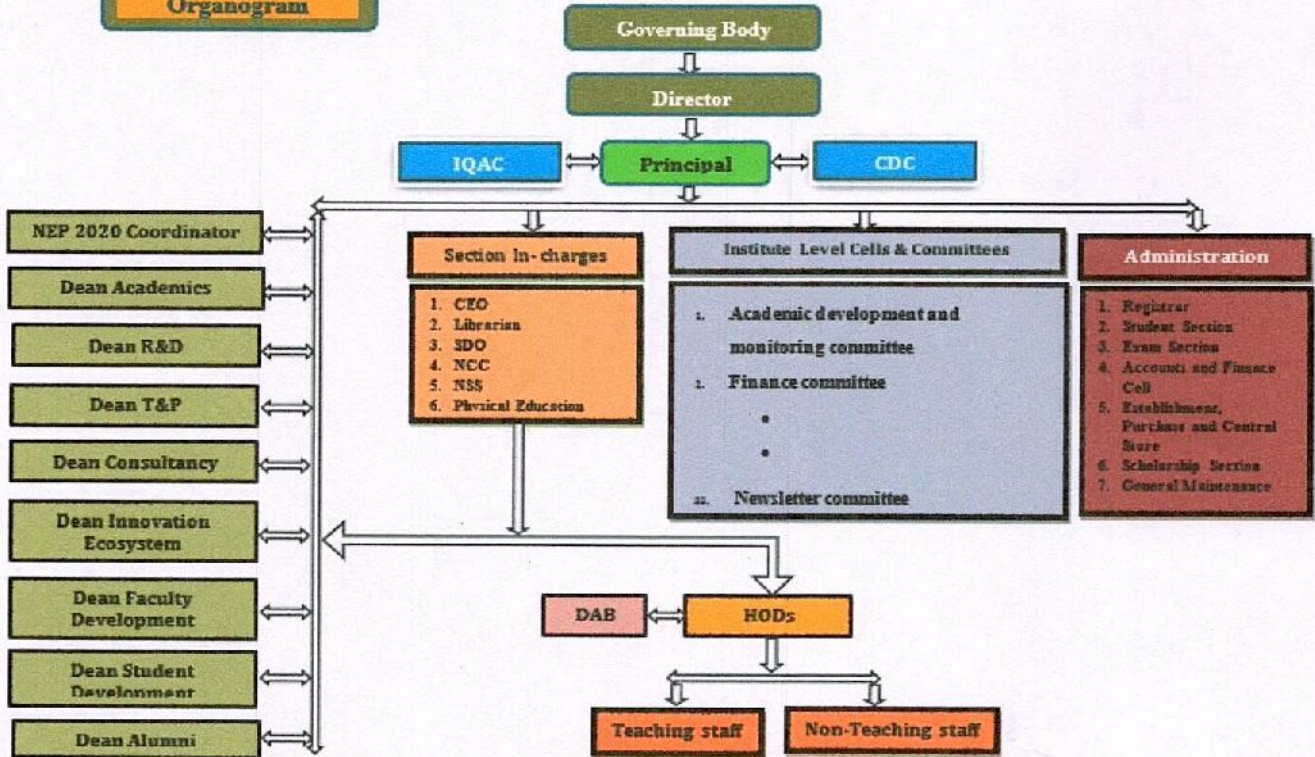 Organogram
Governing Body
Director
IQAC
Principal
CDC
NEP 2020 Coordinator
Dean Academics
Dean R&D
Dean T&P
Dean Consultancy
Dean Innovation
Ecosystem
Dean Faculty
Development
Dean Student
Development
Dean Alumni
Section In- charges
1. CEO
2. Librarian
3. SDO
4. NCC
5. NSS
6. Physical Education
Institute Level Cells & Committees
1. Academic development and
monitoring committee
2. Finance committee
•
•
22. Newsletter committee
Administration
1. Registrar
2. Student Section
3. Exam Section
4. Accounts and Finance
Cell
5. Establishment,
Purchase and Central
Store
6. Scholarship Section
7. General Maintenance
DAB
HODs
Teaching staff
Non-Teaching staff